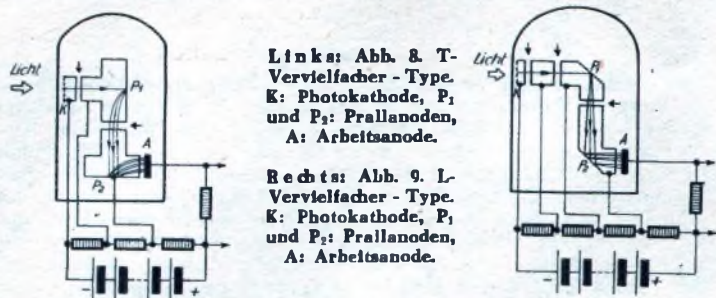 Licht
K
P₁
A
P₂
- +
Links: Abb. 8. T-
Vervielfacher - Type.
K: Photokathode, P₁
und P₂: Prallanoden,
A: Arbeitsanode.
Rechts: Abb. 9. L-
Vervielfacher - Type.
K: Photokathode, P₁
und P₂: Prallanoden,
A: Arbeitsanode.
Licht
K
P₁
A
P₂
- +